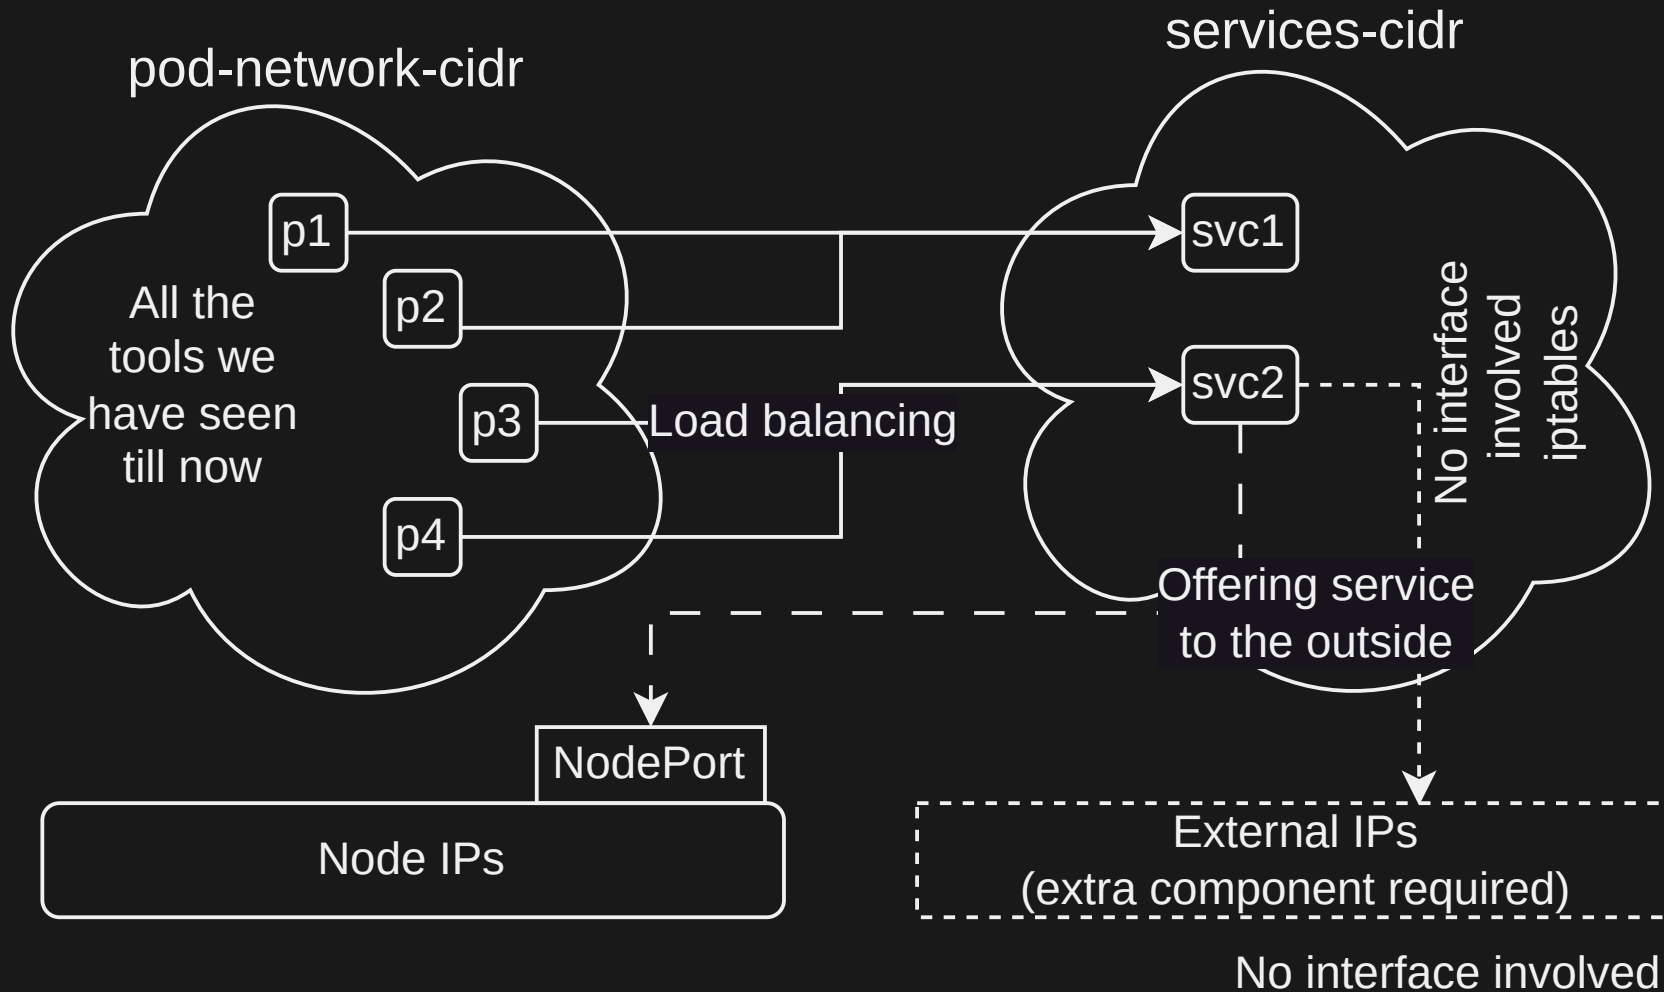 services-cidr
pod-network-cidr
p1
svc1
p2
All the
tools we
have seen
till now
p3
Load balancing
svc2
No interface
involved
iptables
p4
Offering service
to the outside
NodePort
Node IPs
External IPs
(extra component required)
No interface involved